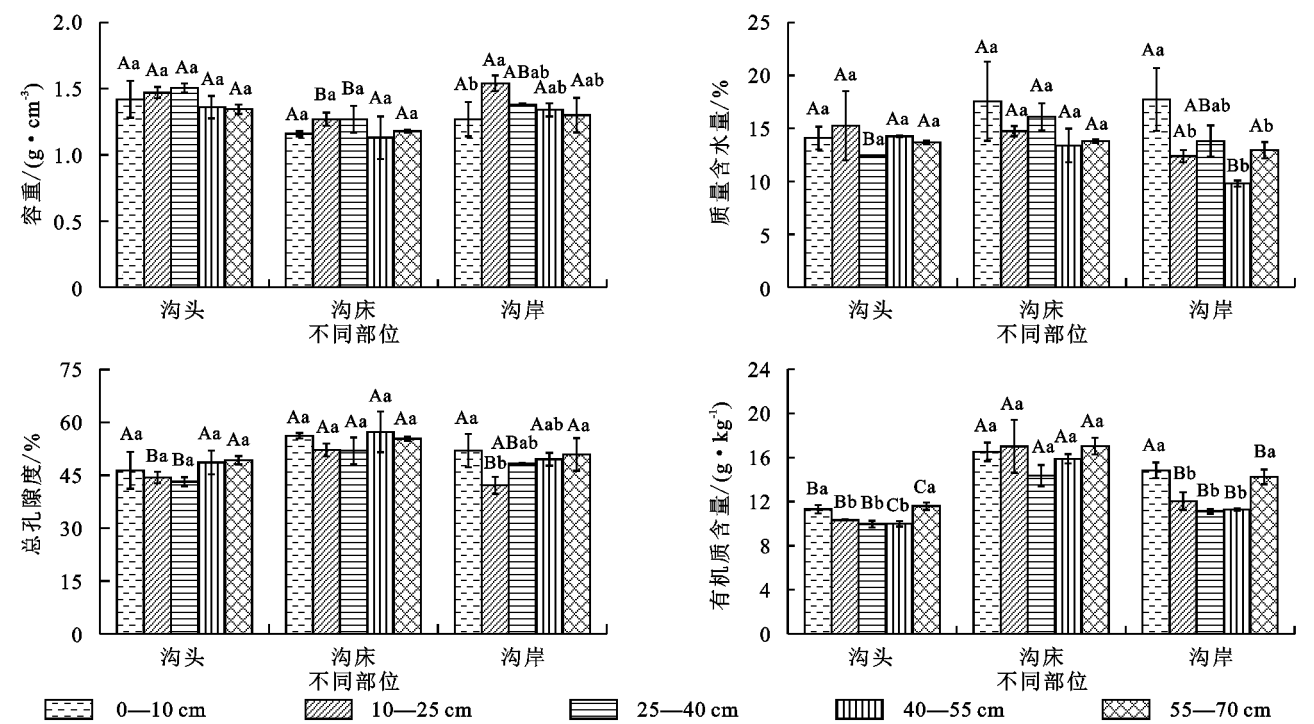 容重/(g·cm-3)
2.0
1.5
1.0
0.5
0
Aa Aa Aa Aa Aa
Aa Ba Ba Aa Aa
Ab Aa ABab Aab Aab
沟头 沟床 沟岸
不同部位
质量含水量/%
25
20
15
10
5
0
Aa Aa Ba Aa Aa
Aa Aa Aa Aa Aa
Aa Ab ABab Bb Ab
沟头 沟床 沟岸
不同部位
总孔隙度/%
75
60
45
30
15
0
Aa Ba Ba Aa Aa
Aa Aa Aa Aa Aa
Aa Bb ABab Aab Aa
沟头 沟床 沟岸
不同部位
有机质含量/(g·kg-1)
24
20
16
12
8
4
0
Ba Bb Bb Cb Ca
Aa Aa Aa Aa Aa
Aa Bb Bb Bb Ba
沟头 沟床 沟岸
不同部位
0—10 cm 10—25 cm 25—40 cm 40—55 cm 55—70 cm